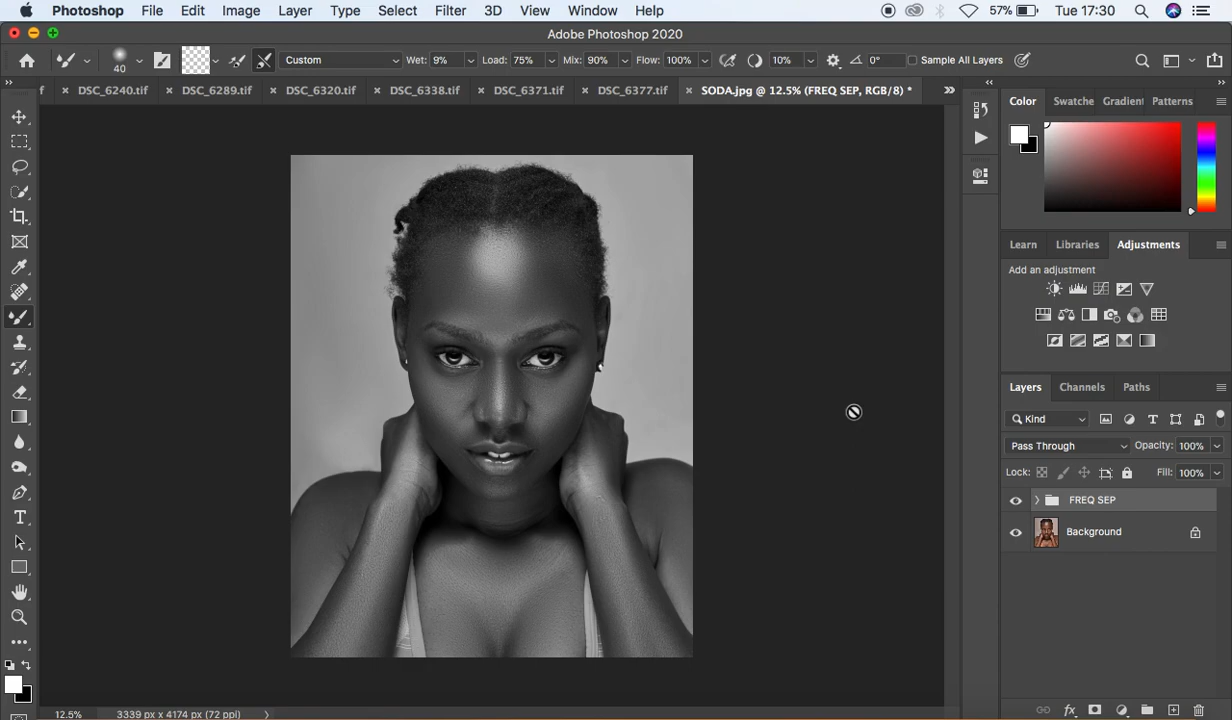 Photoshop File Edit Image Layer Type Select Filter 3D View Window Help 57% Tue 17:30
Adobe Photoshop 2020
40 Custom Wet: 9% Load: 75% Mix: 90% Flow: 100% 10% 0° Sample All Layers
f DSC_6240.tif × DSC_6289.tif × DSC_6320.tif × DSC_6338.tif × DSC_6371.tif × DSC_6377.tif × SODA.jpg @ 12.5% (FREQ SEP, RGB/8) *
Color Swatche Gradient Patterns
Learn Libraries Adjustments
Add an adjustment
Layers Channels Paths
Kind
Pass Through Opacity: 100%
Lock: Fill: 100%
FREQ SEP
Background
12.5% 3339 px x 4174 px (72 ppi)